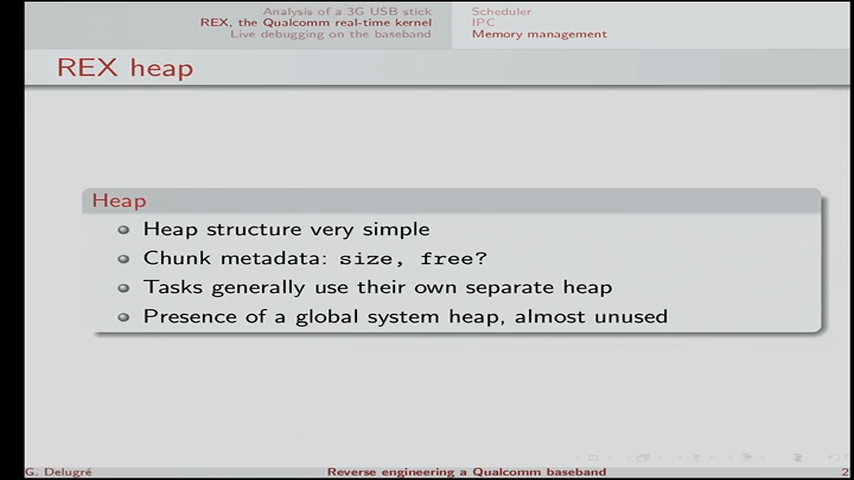 Analysis of a 3G USB stick
REX, the Qualcomm real-time kernel
Live debugging on the baseband
Scheduler
IPC
Memory management
REX heap
Heap
Heap structure very simple
Chunk metadata: size, free?
Tasks generally use their own separate heap
Presence of a global system heap, almost unused
G. Delugré
Reverse engineering a Qualcomm baseband